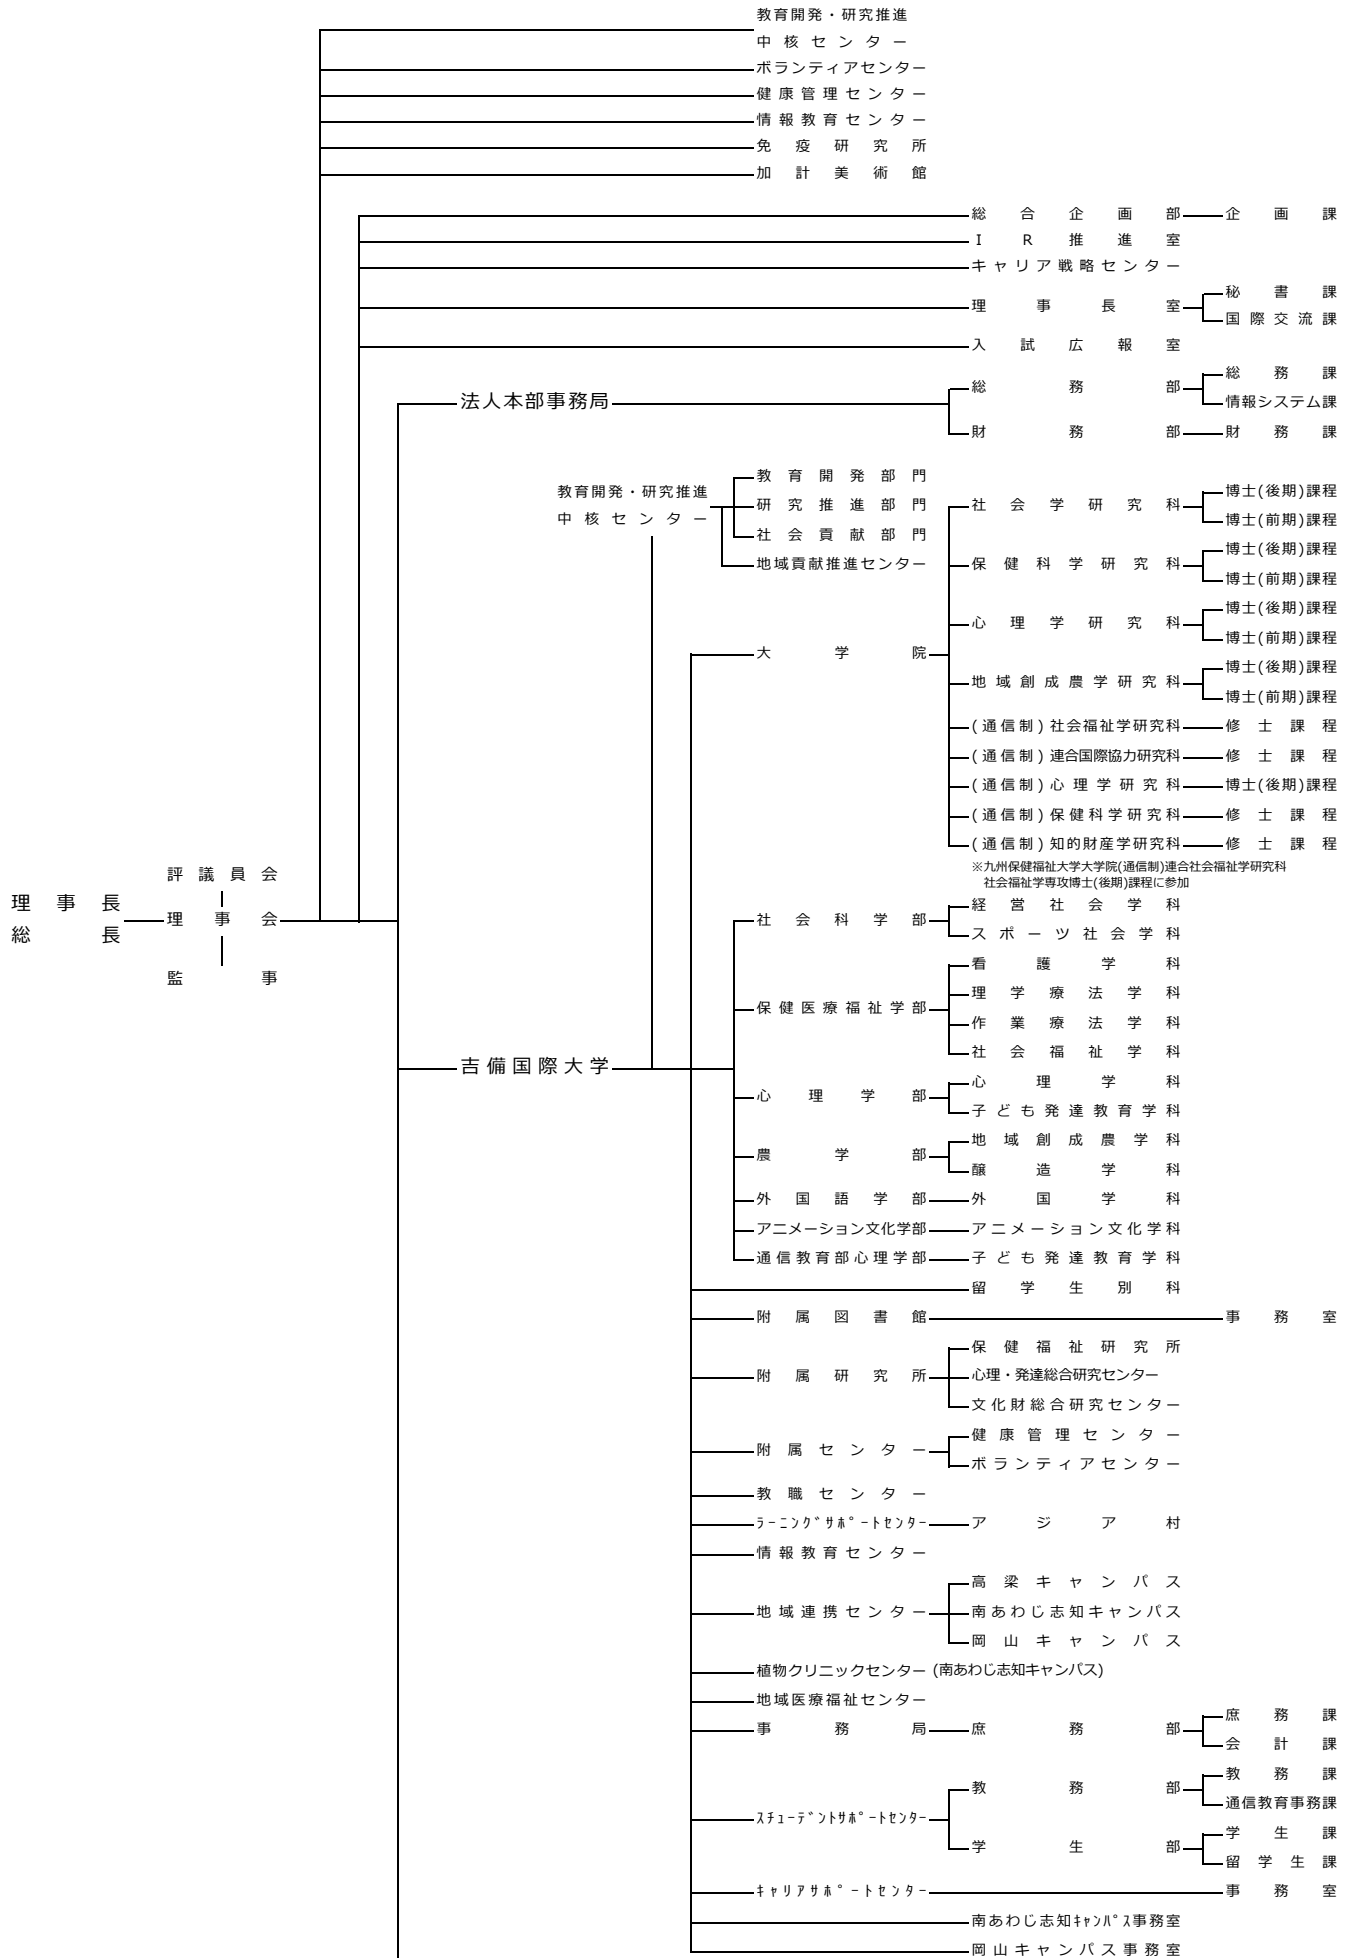 教育開発・研究推進
中核センター
ボランティアセンター
健康管理センター
情報教育センター
免疫研究所
加計美術館
総合企画部 企画課
IR推進室
キャリア戦略センター
理事長室 秘書課
国際交流課
入試広報室
法人本部事務局 総務部 総務課
情報システム課
財務部 財務課
教育開発・研究推進
中核センター
教育開発部門
研究推進部門
社会貢献部門
地域貢献推進センター
大学院
社会学研究科 博士(後期)課程
博士(前期)課程
保健科学研究科 博士(後期)課程
博士(前期)課程
心理学研究科 博士(後期)課程
博士(前期)課程
地域創成農学研究科 博士(後期)課程
博士(前期)課程
(通信制)社会福祉学研究科 修士課程
(通信制)連合国際協力研究科 修士課程
(通信制)心理学研究科 博士(後期)課程
(通信制)保健科学研究科 修士課程
(通信制)知的財産学研究科 修士課程
※九州保健福祉大学大学院(通信制)連合社会福祉学研究科
社会福祉学専攻博士(後期)課程に参加
理事長
総長
評議員会
理事会
監事
吉備国際大学
社会科学部 経営社会学科
スポーツ社会学科
保健医療福祉学部 看護学科
理学療法学科
作業療法学科
社会福祉学科
心理学部 心理学科
子ども発達教育学科
農学部 地域創成農学科
醸造学科
外国語学部 外国学科
アニメーション文化学部 アニメーション文化学科
通信教育部心理学部 子ども発達教育学科
留学生別科
附属図書館 事務室
附属研究所 保健福祉研究所
心理・発達総合研究センター
文化財総合研究センター
附属センター 健康管理センター
ボランティアセンター
教職センター
ﾗｰﾆﾝｸﾞｻﾎﾟｰﾄｾﾝﾀｰ アジア村
情報教育センター
地域連携センター 高梁キャンパス
南あわじ志知キャンパス
岡山キャンパス
植物クリニックセンター (南あわじ志知キャンパス)
地域医療福祉センター
事務局 庶務部 庶務課
会計課
ｽﾁｭｰﾃﾞﾝﾄｻﾎﾟｰﾄｾﾝﾀｰ 教務部 教務課
通信教育事務課
学生部 学生課
留学生課
ｷｬﾘｱｻﾎﾟｰﾄｾﾝﾀｰ 事務室
南あわじ志知ｷｬﾝﾊﾟｽ事務室
岡山キャンパス事務室